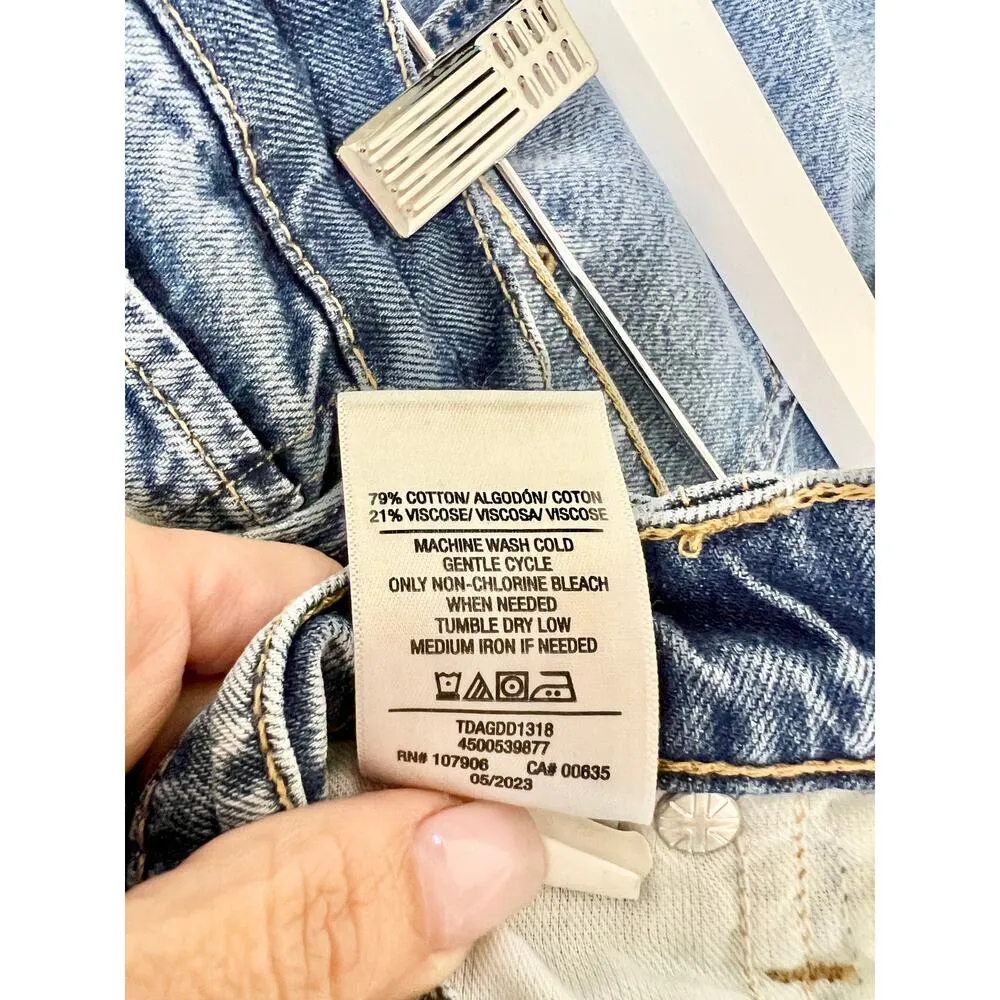 79% COTTON/ ALGODÓN/ COTON
21% VISCOSE/ VISCOSA/ VISCOSE
MACHINE WASH COLD
GENTLE CYCLE
ONLY NON-CHLORINE BLEACH
WHEN NEEDED
TUMBLE DRY LOW
MEDIUM IRON IF NEEDED
TDAGDD1318
4500539877
RN# 107906 CA# 00635
05/2023